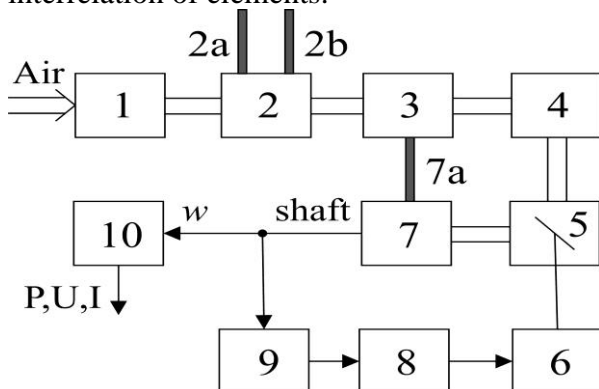 interrelation of elements.
2a 2b
Air
1 2 3 4
7a
w shaft
10 7 5
P,U,I
9 8 6